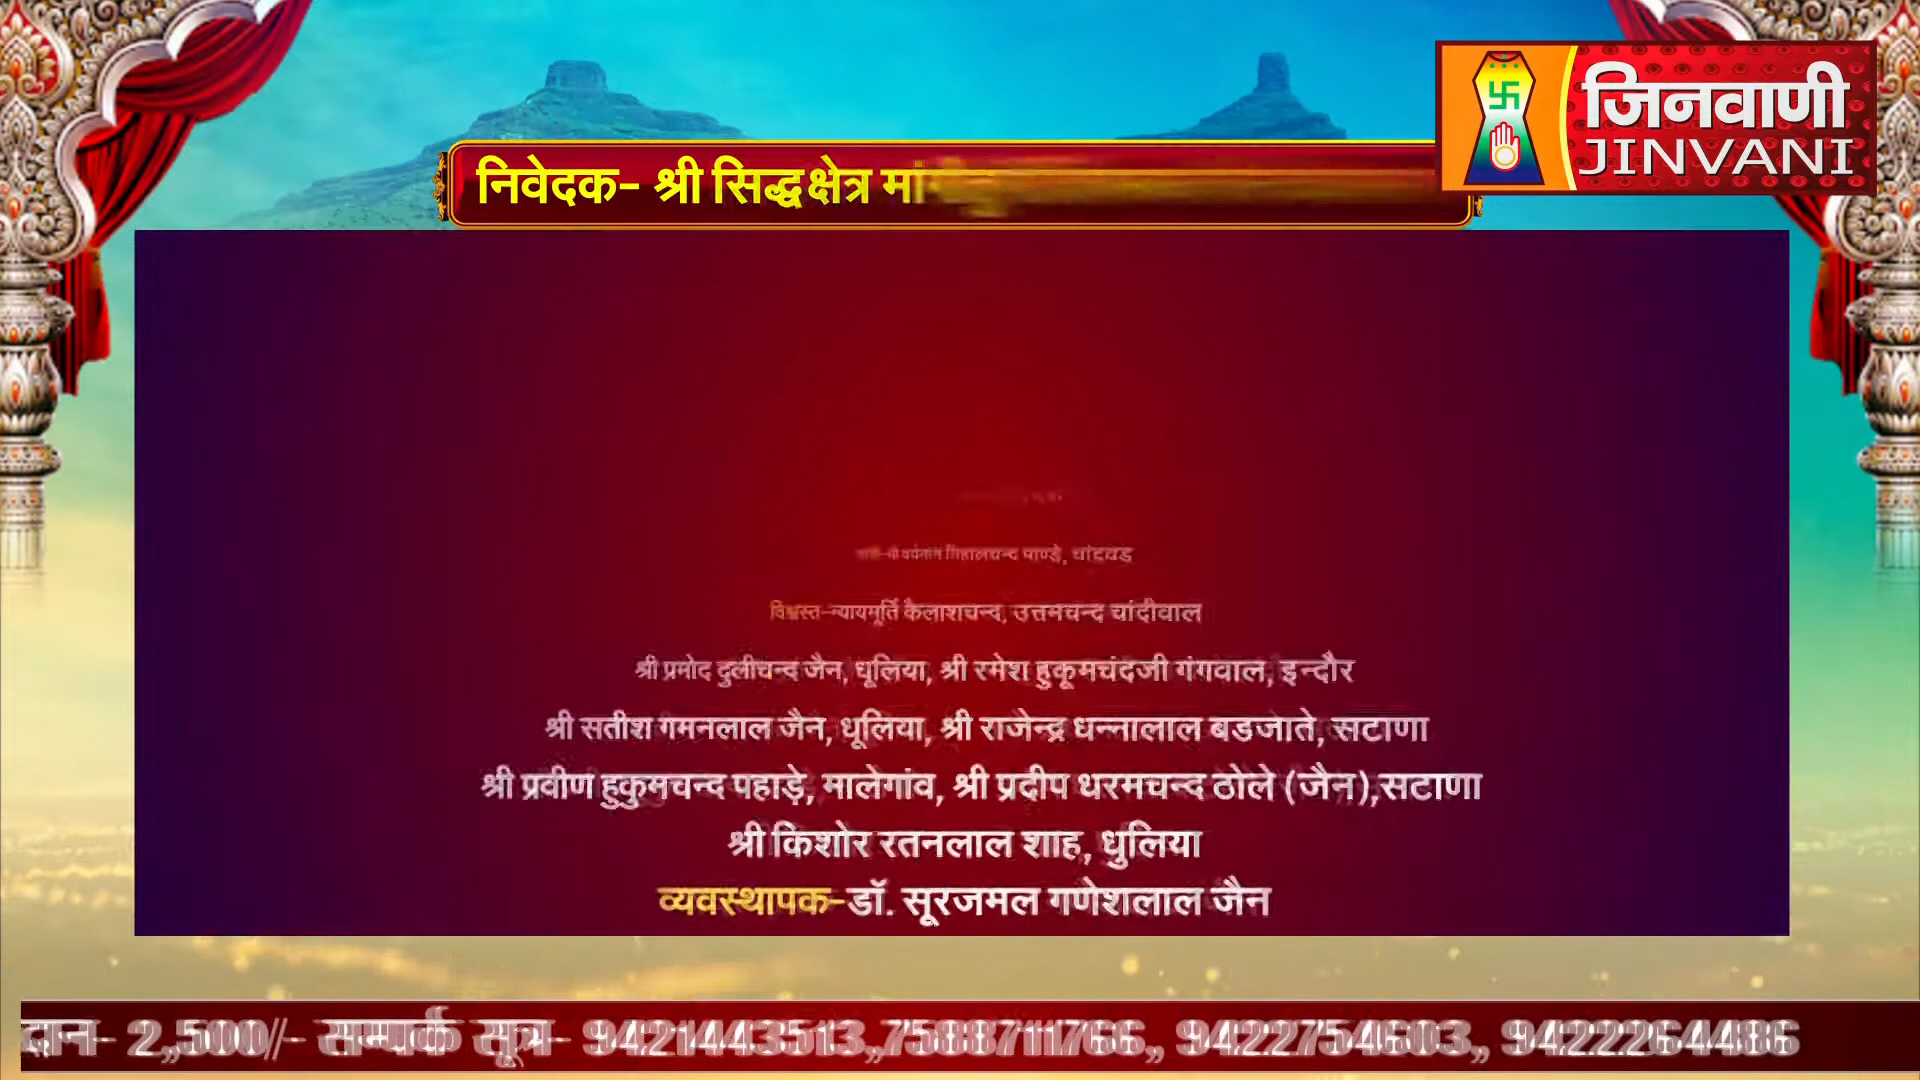 जिनवाणी
JINVANI
निवेदक- श्री सिद्धक्षेत्र
निहालचन्द पाण्डे, चांदवड
विश्वस्त-न्यायमूर्ति कैलाशचन्द, उत्तमचन्द चांदीवाल
श्री प्रमोद दुलीचन्द जैन, धूलिया, श्री रमेश हुकूमचंदजी गंगवाल, इन्दौर
श्री सतीश गमनलाल जैन, धूलिया, श्री राजेन्द्र धन्नालाल बडजाते, सटाणा
श्री प्रवीण हुकुमचन्द पहाड़े, मालेगांव, श्री प्रदीप धरमचन्द ठोले (जैन),सटाणा
श्री किशोर रतनलाल शाह, धुलिया
व्यवस्थापक-डॉ. सूरजमल गणेशलाल जैन
दान- 2,500/- सम्पर्क सूत्र- 9421443513, 7588711766, 9422754603, 9422264486